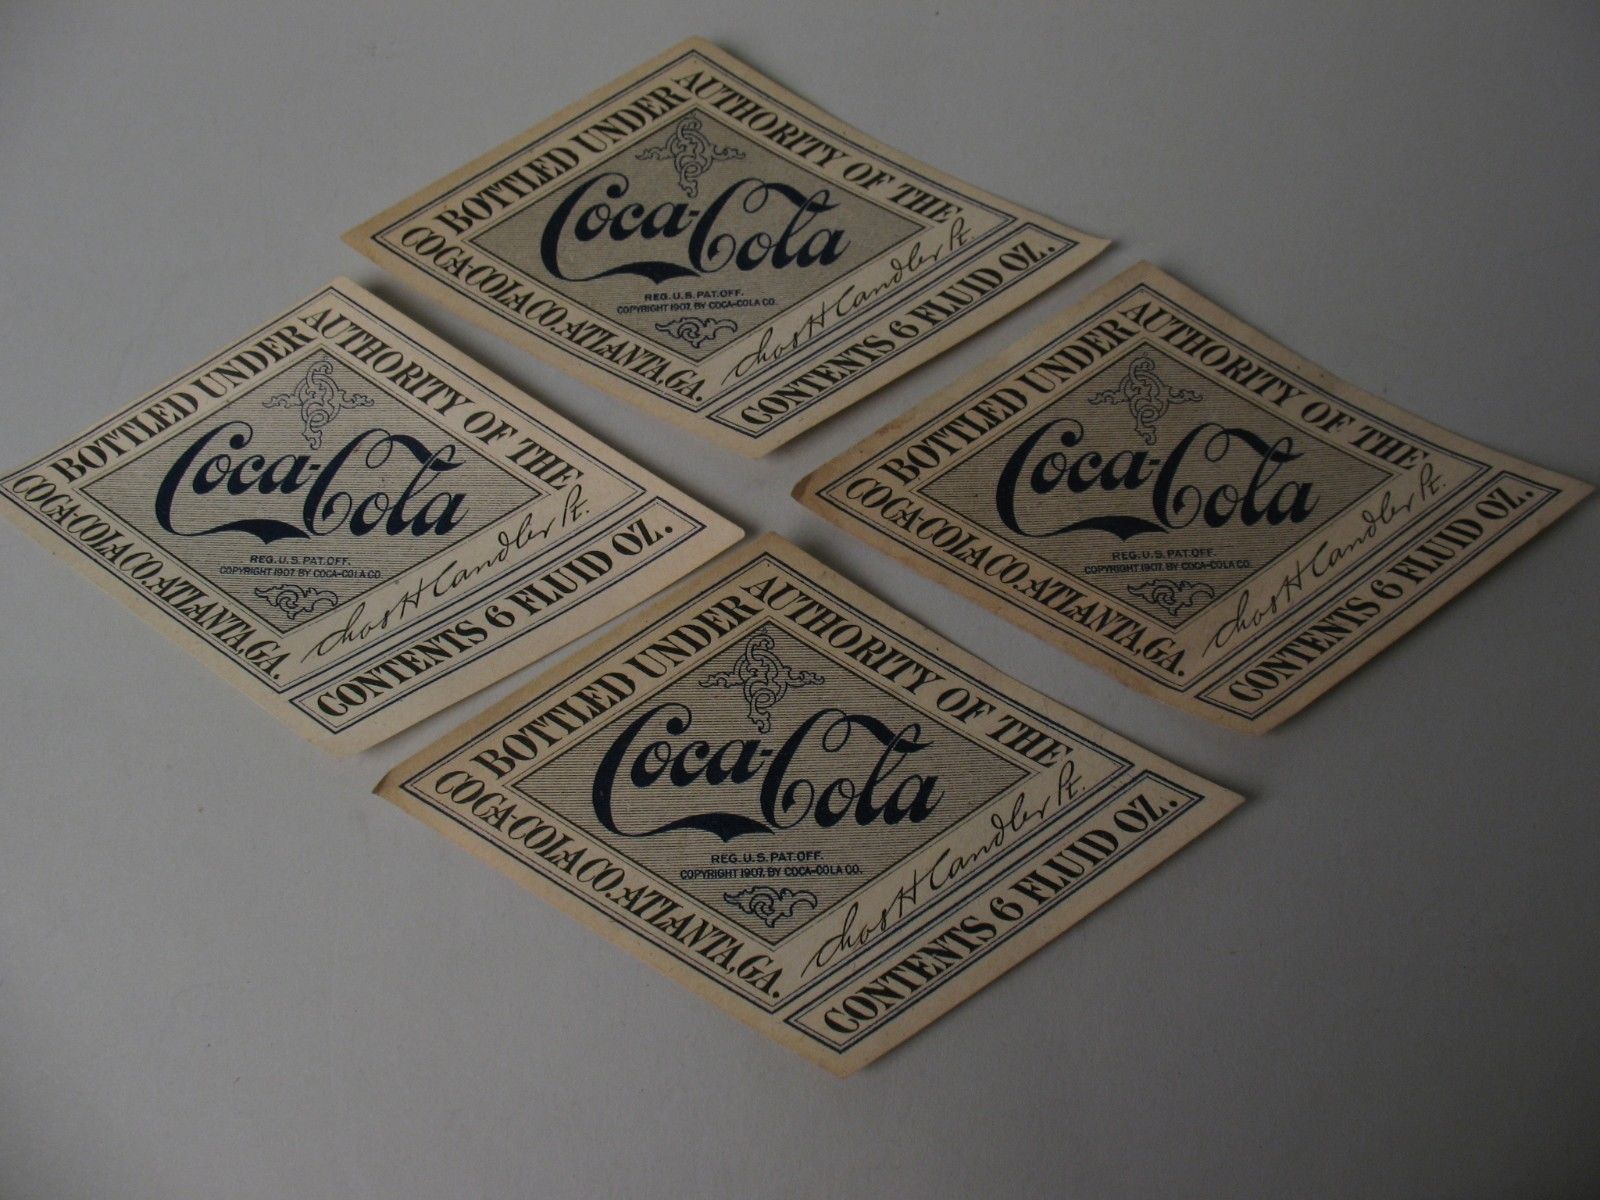 BOTTLED UNDER
AUTHORITY OF THE
Coca-Cola
REG. U. S. PAT. OFF.
COPYRIGHT 1907, BY COCA-COLA CO.
COCA-COLA CO. ATLANTA, GA.
Chas H Candler Pt.
CONTENTS 6 FLUID OZ.
BOTTLED UNDER
AUTHORITY OF THE
Coca-Cola
REG. U. S. PAT. OFF.
COPYRIGHT 1907, BY COCA-COLA CO.
COCA-COLA CO. ATLANTA, GA.
Chas H Candler Pt.
CONTENTS 6 FLUID OZ.
BOTTLED UNDER
AUTHORITY OF THE
Coca-Cola
REG. U. S. PAT. OFF.
COPYRIGHT 1907, BY COCA-COLA CO.
COCA-COLA CO. ATLANTA, GA.
Chas H Candler Pt.
CONTENTS 6 FLUID OZ.
BOTTLED UNDER
AUTHORITY OF THE
Coca-Cola
REG. U. S. PAT. OFF.
COPYRIGHT 1907, BY COCA-COLA CO.
COCA-COLA CO. ATLANTA, GA.
Chas H Candler Pt.
CONTENTS 6 FLUID OZ.